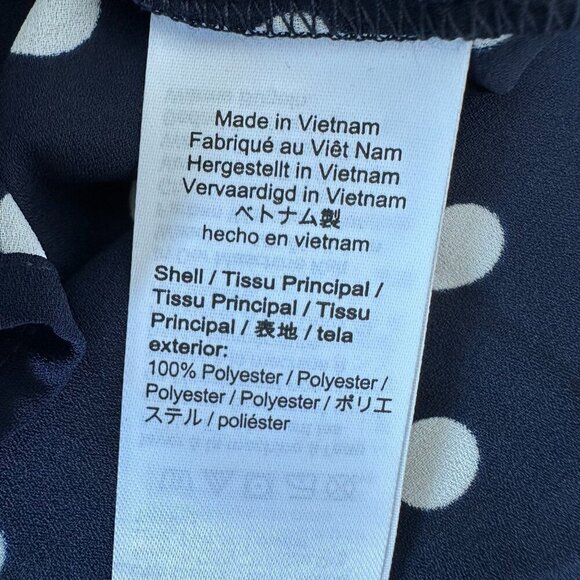 Made in Vietnam
Fabriqué au Viêt Nam
Hergestellt in Vietnam
Vervaardigd in Vietnam
ベトナム製
hecho en vietnam
Shell / Tissu Principal /
Tissu Principal / Tissu
Principal / 表地 / tela
exterior:
100% Polyester / Polyester /
Polyester / Polyester / ポリエ
ステル / poliéster